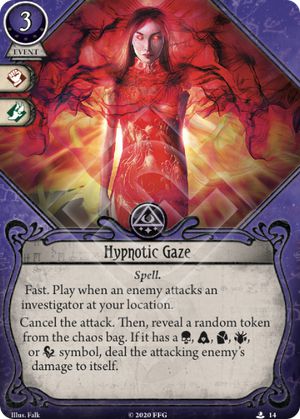 3
EVENT
Hypnotic Gaze
Spell.
Fast. Play when an enemy attacks an
investigator at your location.
Cancel the attack. Then, reveal a random token
from the chaos bag. If it has a , , , ,
or symbol, deal the attacking enemy's
damage to itself.
Illus. Falk
© 2020 FFG
14